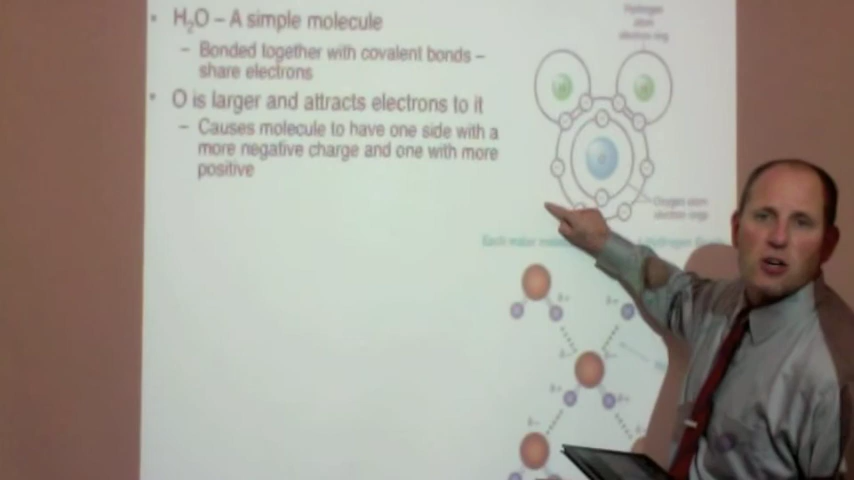 • H₂O – A simple molecule
– Bonded together with covalent bonds –
share electrons
• O is larger and attracts electrons to it
– Causes molecule to have one side with a
more negative charge and one with more
positive
Hydrogen
atom
electron ring
Oxygen atom
electron rings
Each water
δ+
δ-
δ-
δ+
δ+
δ-